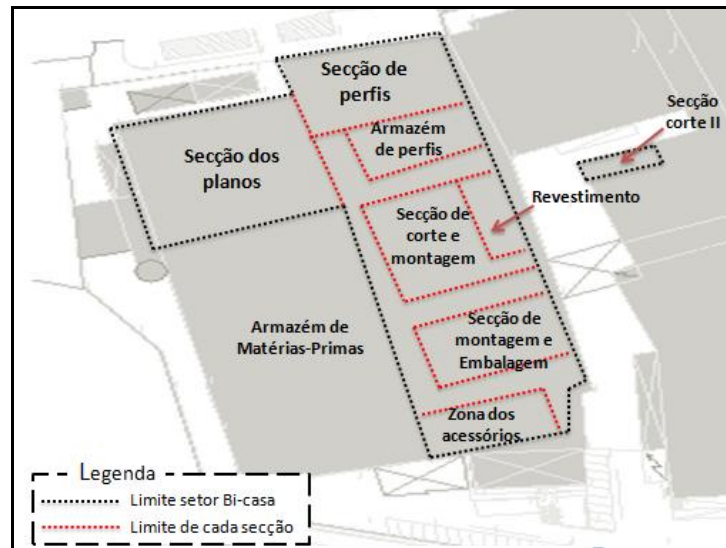 Secção de
perfis
Secção
corte II
Armazém
de perfis
Secção dos
planos
Revestimento
Secção de
corte e
montagem
Armazém de
Matérias-Primas
Secção de
montagem e
Embalagem
Zona dos
acessórios
Legenda
Limite setor Bi-casa
Limite de cada secção